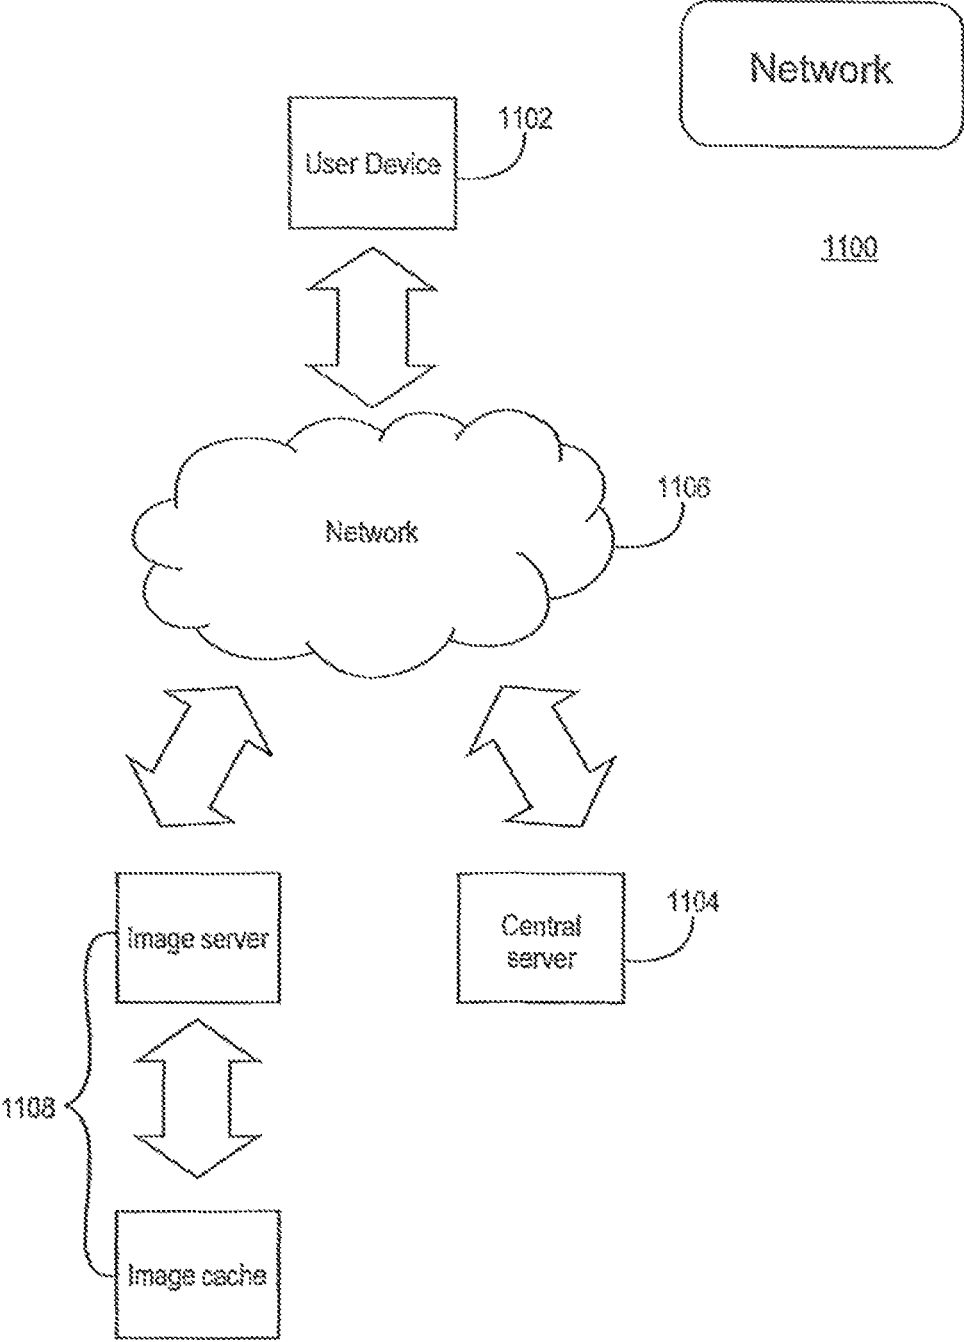 Network
1102
User Device
1100
1106
Network
Image server
Central
server
1104
1108
Image cache